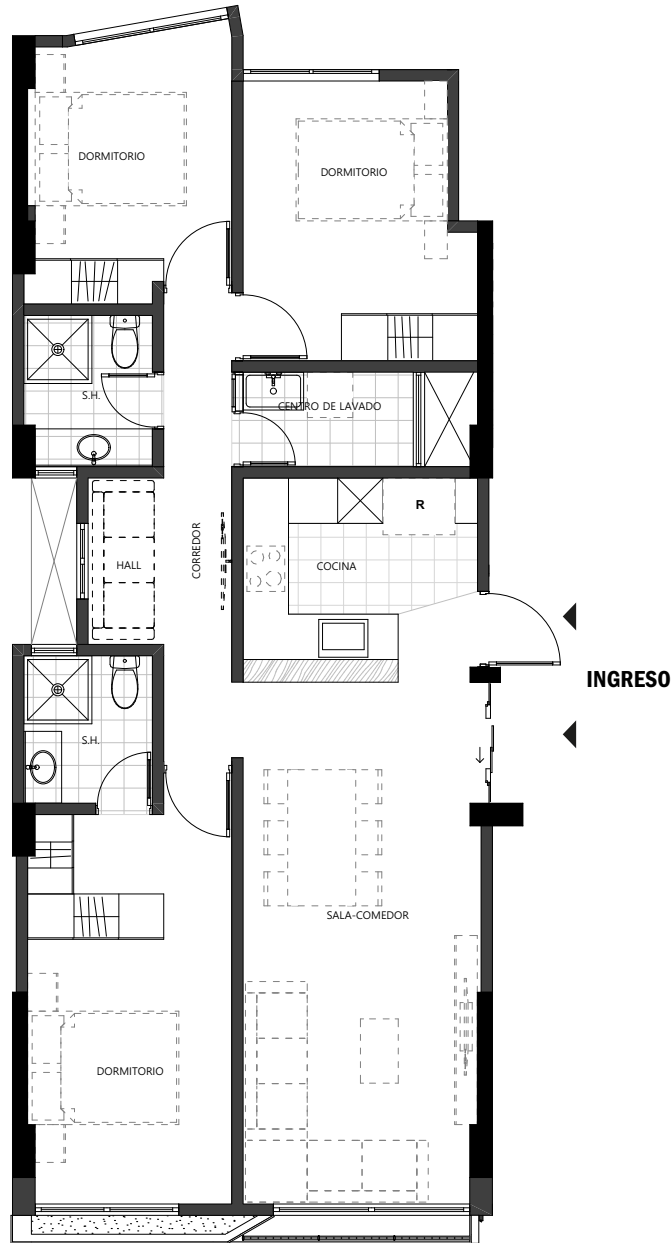 DORMITORIO
DORMITORIO
S.H.
CENTRO DE LAVADO
R
HALL
CORREDOR
COCINA
INGRESO
S.H.
SALA-COMEDOR
DORMITORIO